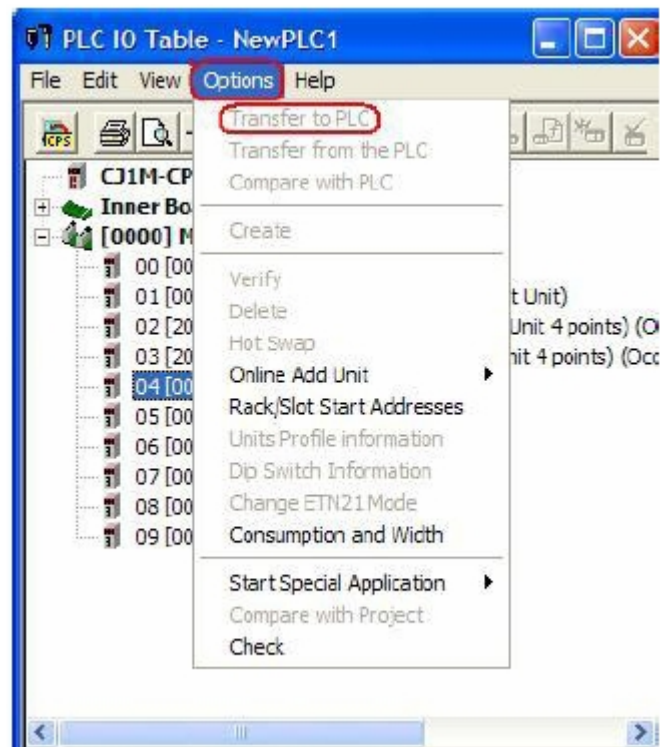 PLC IO Table - NewPLC1
File Edit View Options Help
CPS
Transfer to PLC
Transfer from the PLC
Compare with PLC
Create
Verify
Delete
Hot Swap
Online Add Unit
Rack/Slot Start Addresses
Units Profile information
Dip Switch Information
Change ETN21 Mode
Consumption and Width
Start Special Application
Compare with Project
Check
CJ1M-CP
Inner Bo
[0000] M
00 [00
01 [00 t Unit)
02 [20 Unit 4 points) (O
03 [20 nit 4 points) (Occ
04 [00
05 [00
06 [00
07 [00
08 [00
09 [00